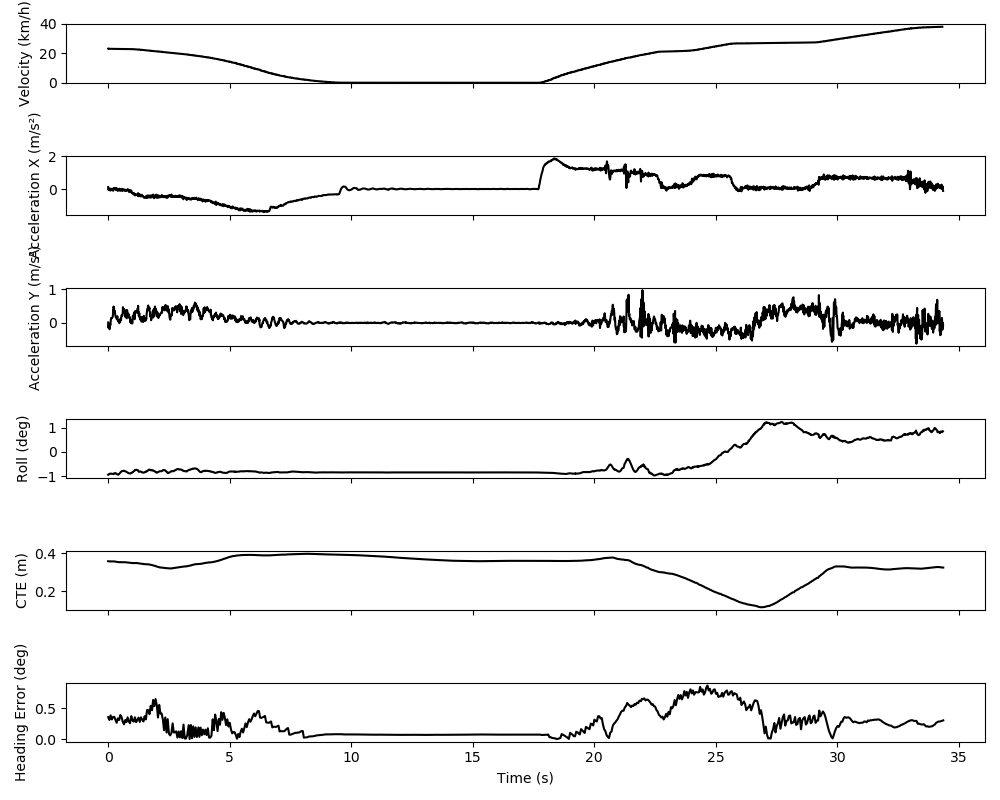 Velocity (km/h)
40
20
0
Acceleration X (m/s²)
2
0
Acceleration Y (m/s²)
1
0
Roll (deg)
1
0
−1
CTE (m)
0.4
0.2
Heading Error (deg)
0.5
0.0
0 5 10 15 20 25 30 35
Time (s)